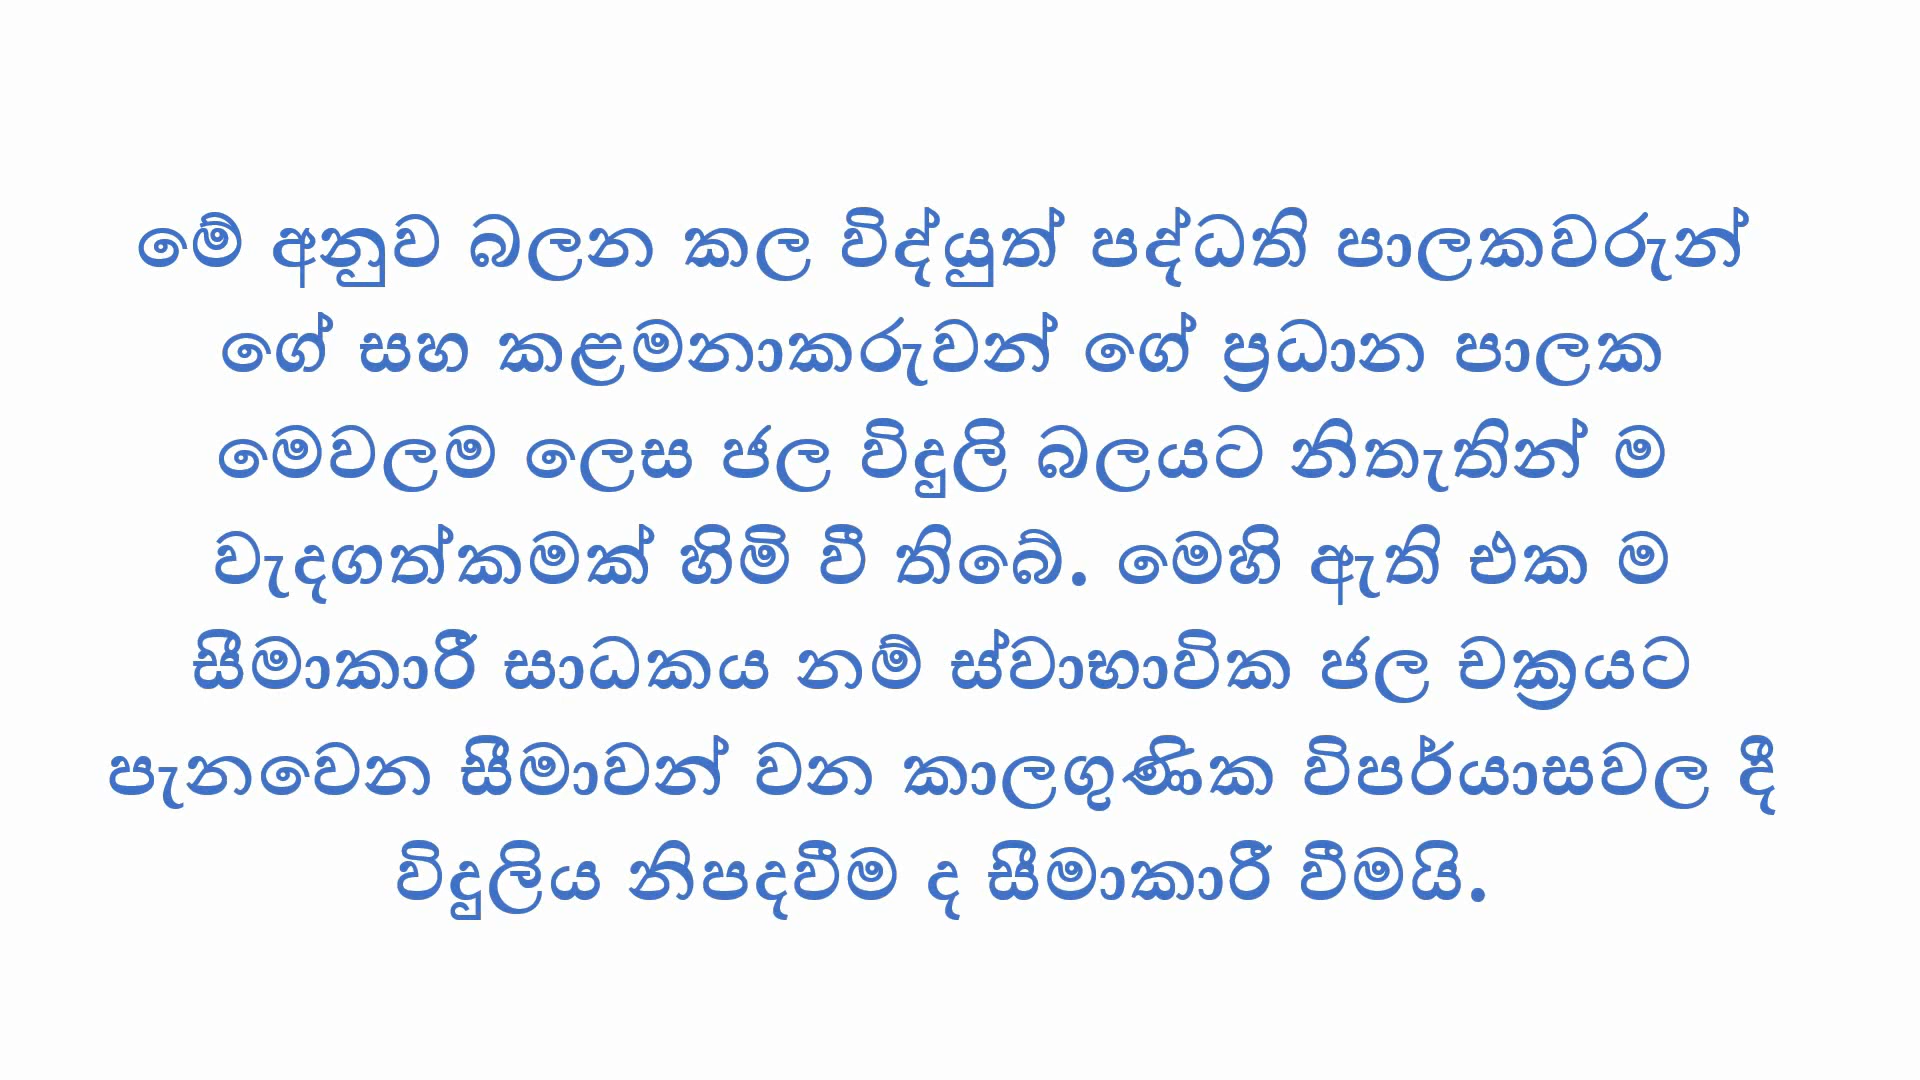 මේ අනුව බලන කල විද්යුත් පද්ධති පාලකවරුන්
ගේ සහ කළමනාකරුවන් ගේ ප්‍රධාන පාලක
මෙවලම ලෙස ජල විදුලි බලයට නිතැතින් ම
වැදගත්කමක් හිමි වී තිබේ. මෙහි ඇති එක ම
සීමාකාරී සාධකය නම් ස්වාභාවික ජල චක්‍රයට
පැනවෙන සීමාවන් වන කාලගුණික විපර්යාසවල දී
විදුලිය නිපදවීම ද සීමාකාරී වීමයි.